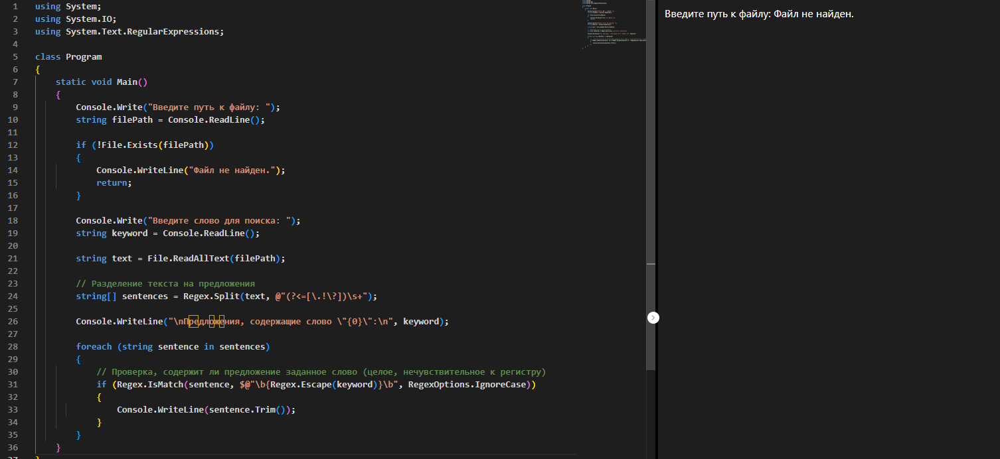 1 using System;
2 using System.IO;
3 using System.Text.RegularExpressions;
4
5 class Program
6 {
7     static void Main()
8     {
9         Console.Write("Введите путь к файлу: ");
10         string filePath = Console.ReadLine();
11
12         if (!File.Exists(filePath))
13         {
14             Console.WriteLine("Файл не найден.");
15             return;
16         }
17
18         Console.Write("Введите слово для поиска: ");
19         string keyword = Console.ReadLine();
20
21         string text = File.ReadAllText(filePath);
22
23         // Разделение текста на предложения
24         string[] sentences = Regex.Split(text, @"(?<=[\.!\?])\s+");
25
26         Console.WriteLine("\nПредложения, содержащие слово \"{0}\":\n", keyword);
27
28         foreach (string sentence in sentences)
29         {
30             // Проверка, содержит ли предложение заданное слово (целое, нечувствительное к регистру)
31             if (Regex.IsMatch(sentence, $@"\b{Regex.Escape(keyword)}\b", RegexOptions.IgnoreCase))
32             {
33                 Console.WriteLine(sentence.Trim());
34             }
35         }
36     }
37 }
Введите путь к файлу: Файл не найден.